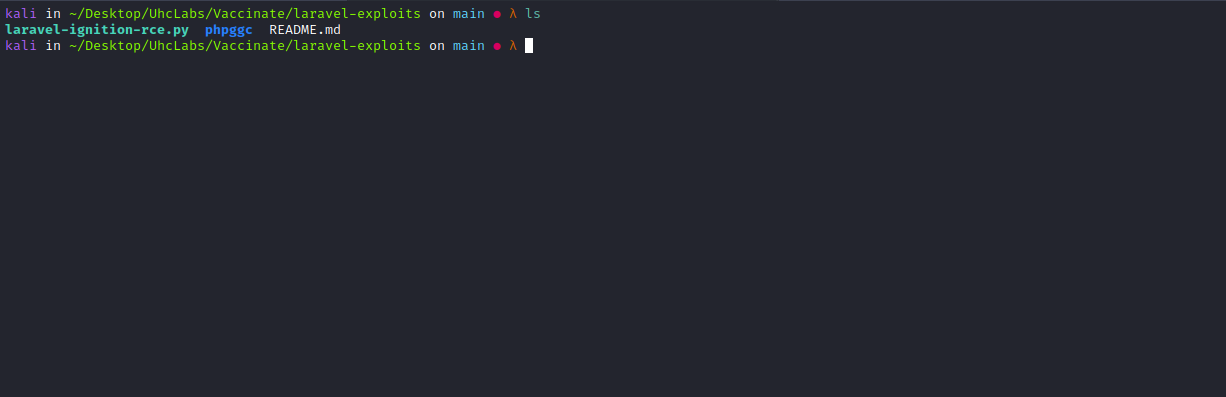 kali in ~/Desktop/UhcLabs/Vaccinate/laravel-exploits on main ● λ ls
laravel-ignition-rce.py  phpggc  README.md
kali in ~/Desktop/UhcLabs/Vaccinate/laravel-exploits on main ● λ